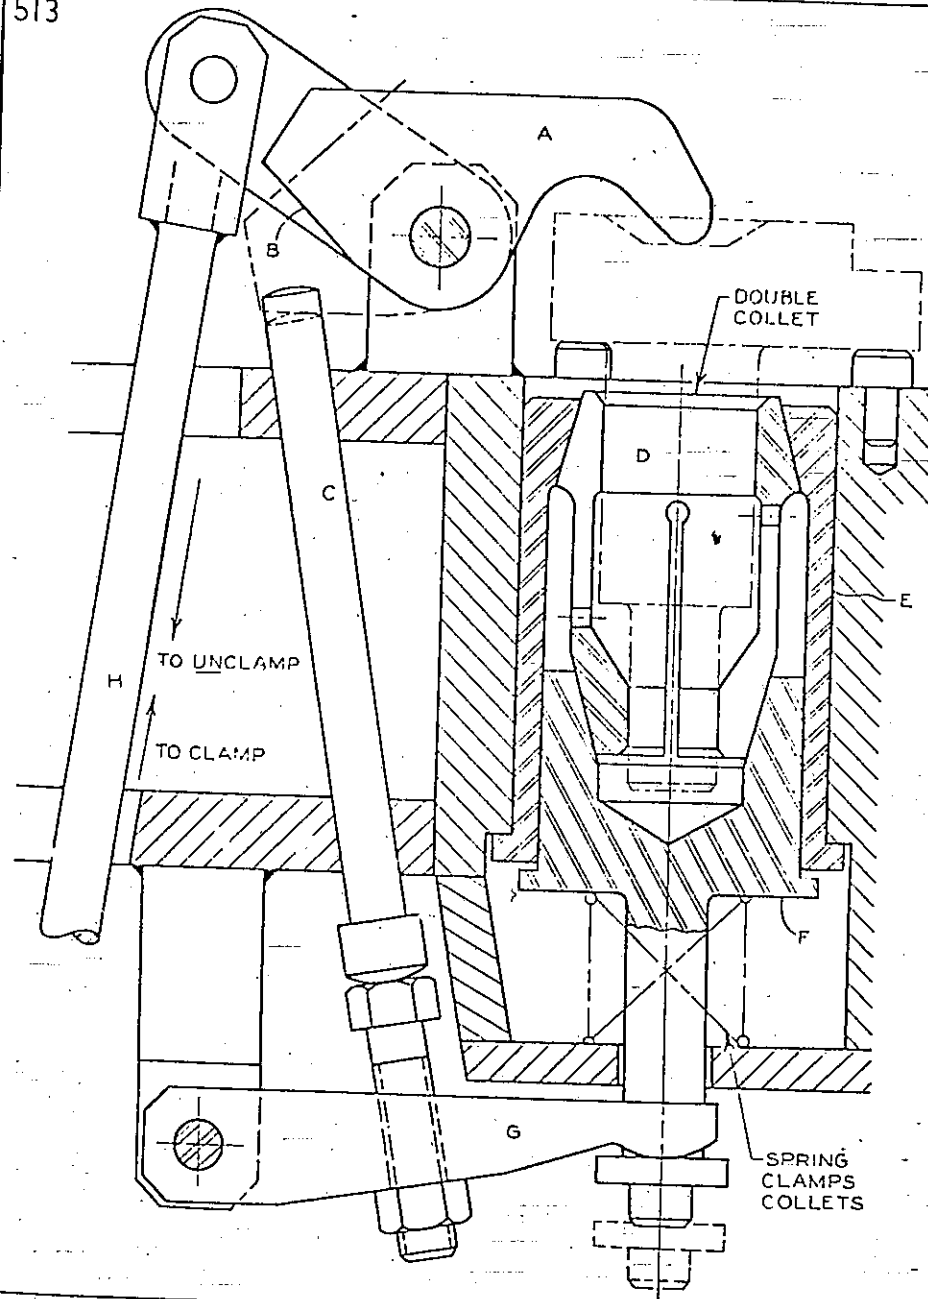 513
A
B
DOUBLE
COLLET
D
C
E
TO UNCLAMP
H
TO CLAMP
F
G
SPRING
CLAMPS
COLLETS